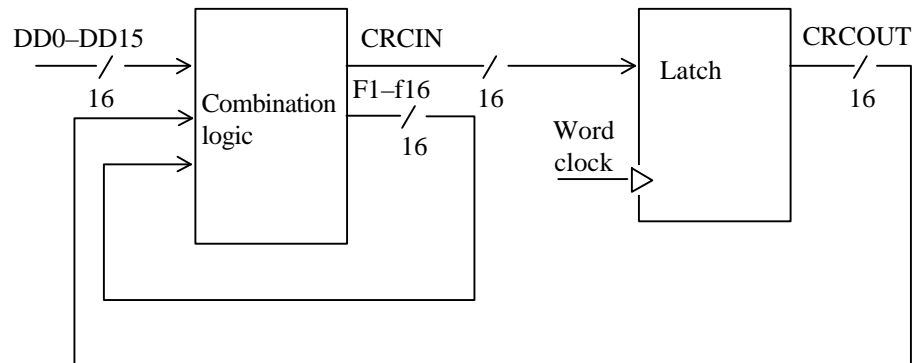 DD0–DD15
16
CRCIN
16
F1–f16
16
Combination
logic
Latch
Word
clock
CRCOUT
16